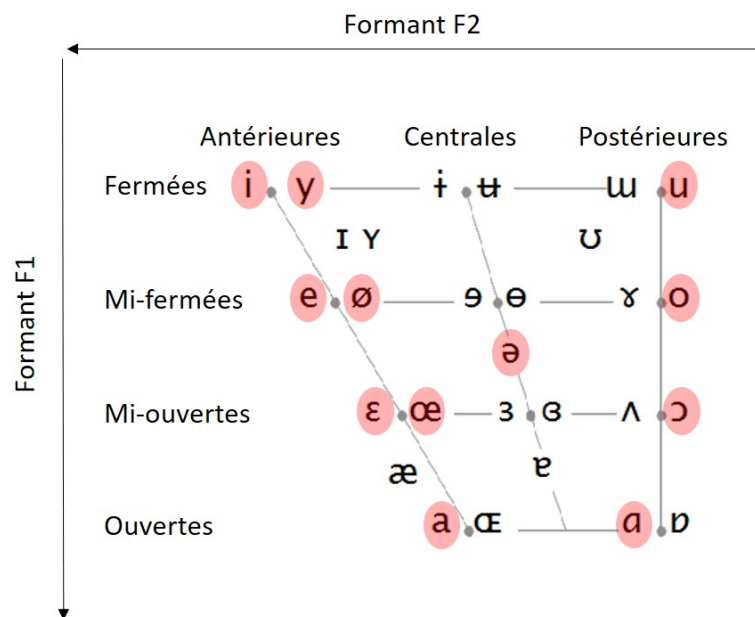 Formant F2
Formant F1
Antérieures Centrales Postérieures
Fermées i y ɨ ʉ ɯ u
ɪ ʏ ʊ
Mi-fermées e ø ɘ ɵ ɤ o
ə
Mi-ouvertes ɛ œ ɜ ɞ ʌ ɔ
æ ɐ
Ouvertes a ɶ ɑ ɒ